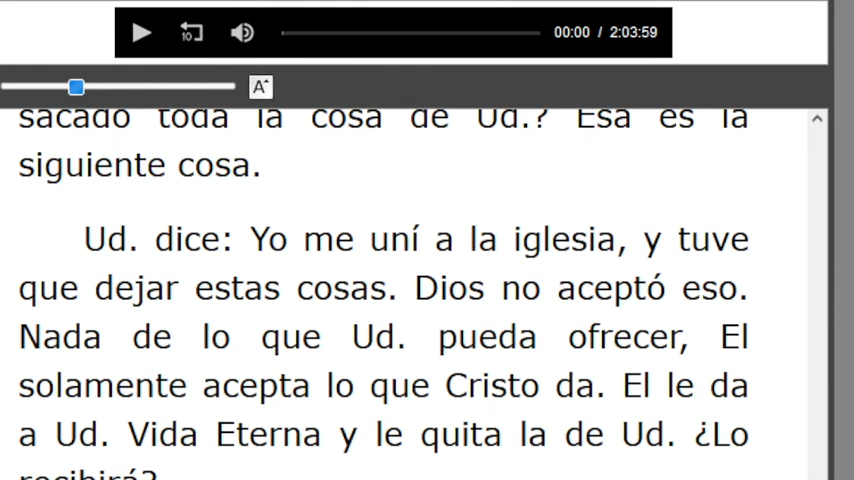 10
00:00 / 2:03:59
A
sacado toda la cosa de Ud.? Esa es la
siguiente cosa.
Ud. dice: Yo me uní a la iglesia, y tuve
que dejar estas cosas. Dios no aceptó eso.
Nada de lo que Ud. pueda ofrecer, El
solamente acepta lo que Cristo da. El le da
a Ud. Vida Eterna y le quita la de Ud. ¿Lo
recibirá?